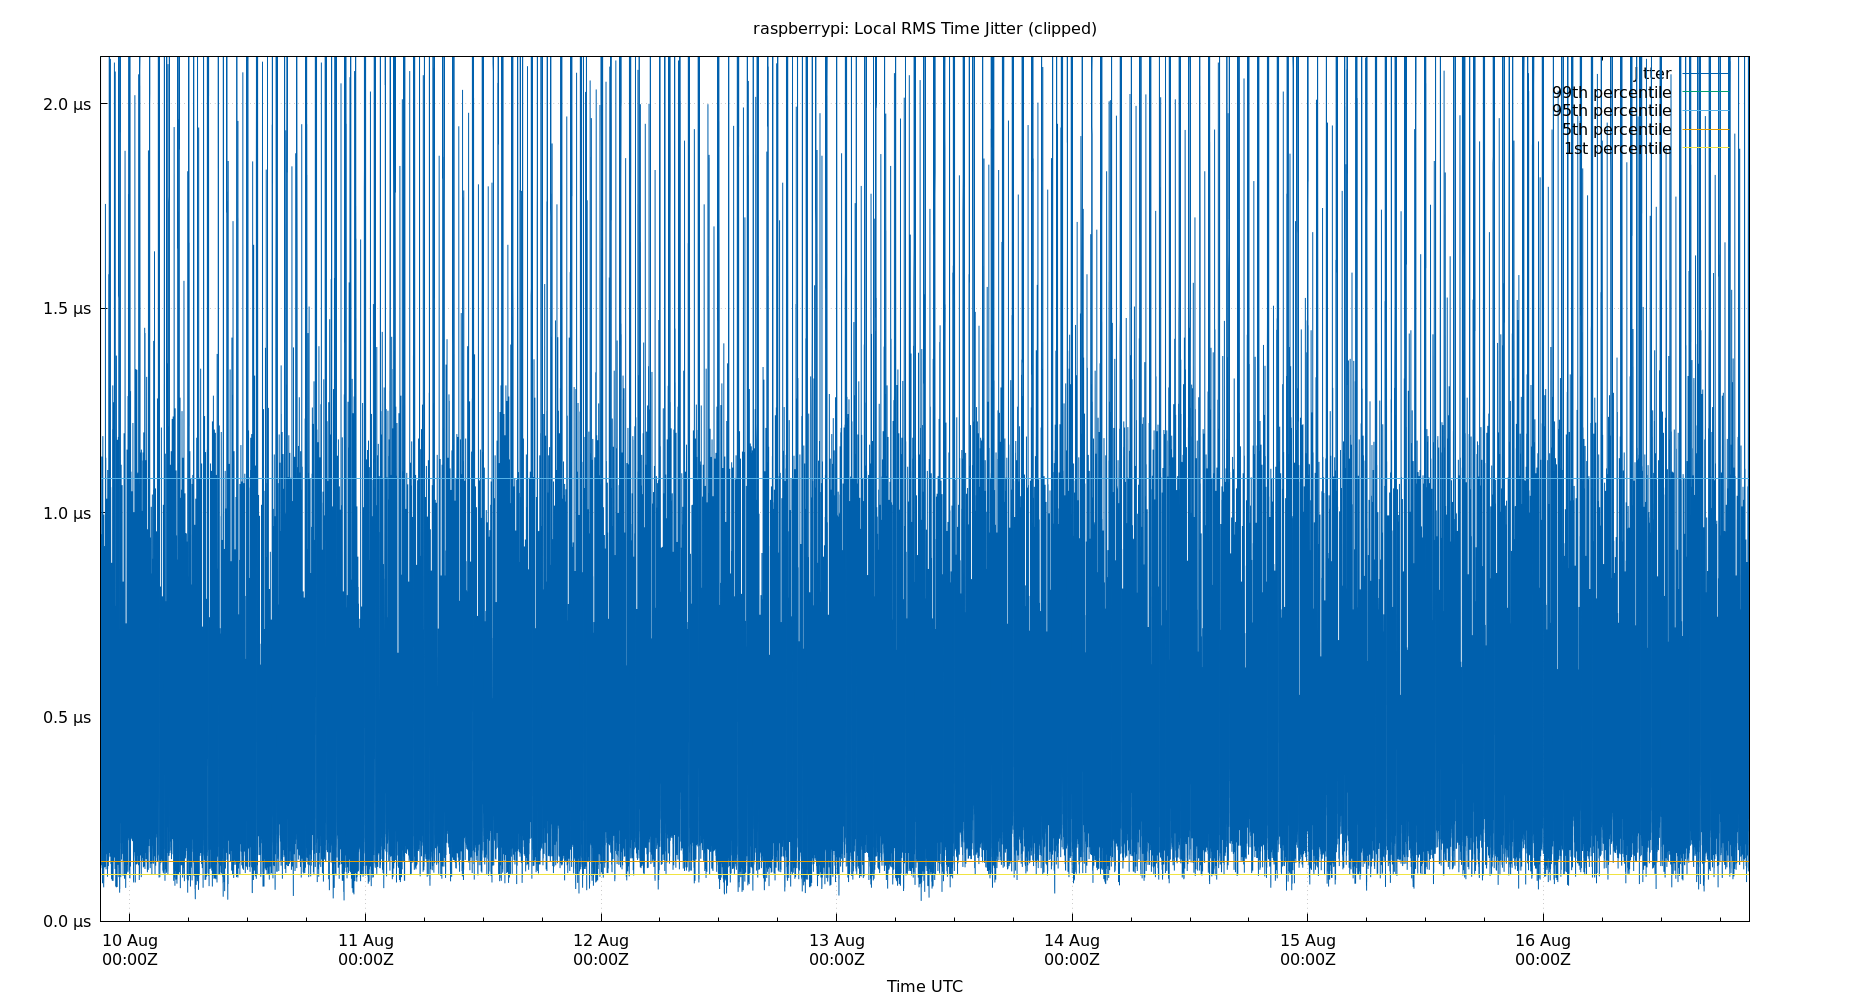 raspberrypi: Local RMS Time Jitter (clipped)
jitter
99th percentile
95th percentile
5th percentile
1st percentile
2.0 μs
1.5 μs
1.0 μs
0.5 μs
0.0 μs
10 Aug
00:00Z
11 Aug
00:00Z
12 Aug
00:00Z
13 Aug
00:00Z
14 Aug
00:00Z
15 Aug
00:00Z
16 Aug
00:00Z
Time UTC